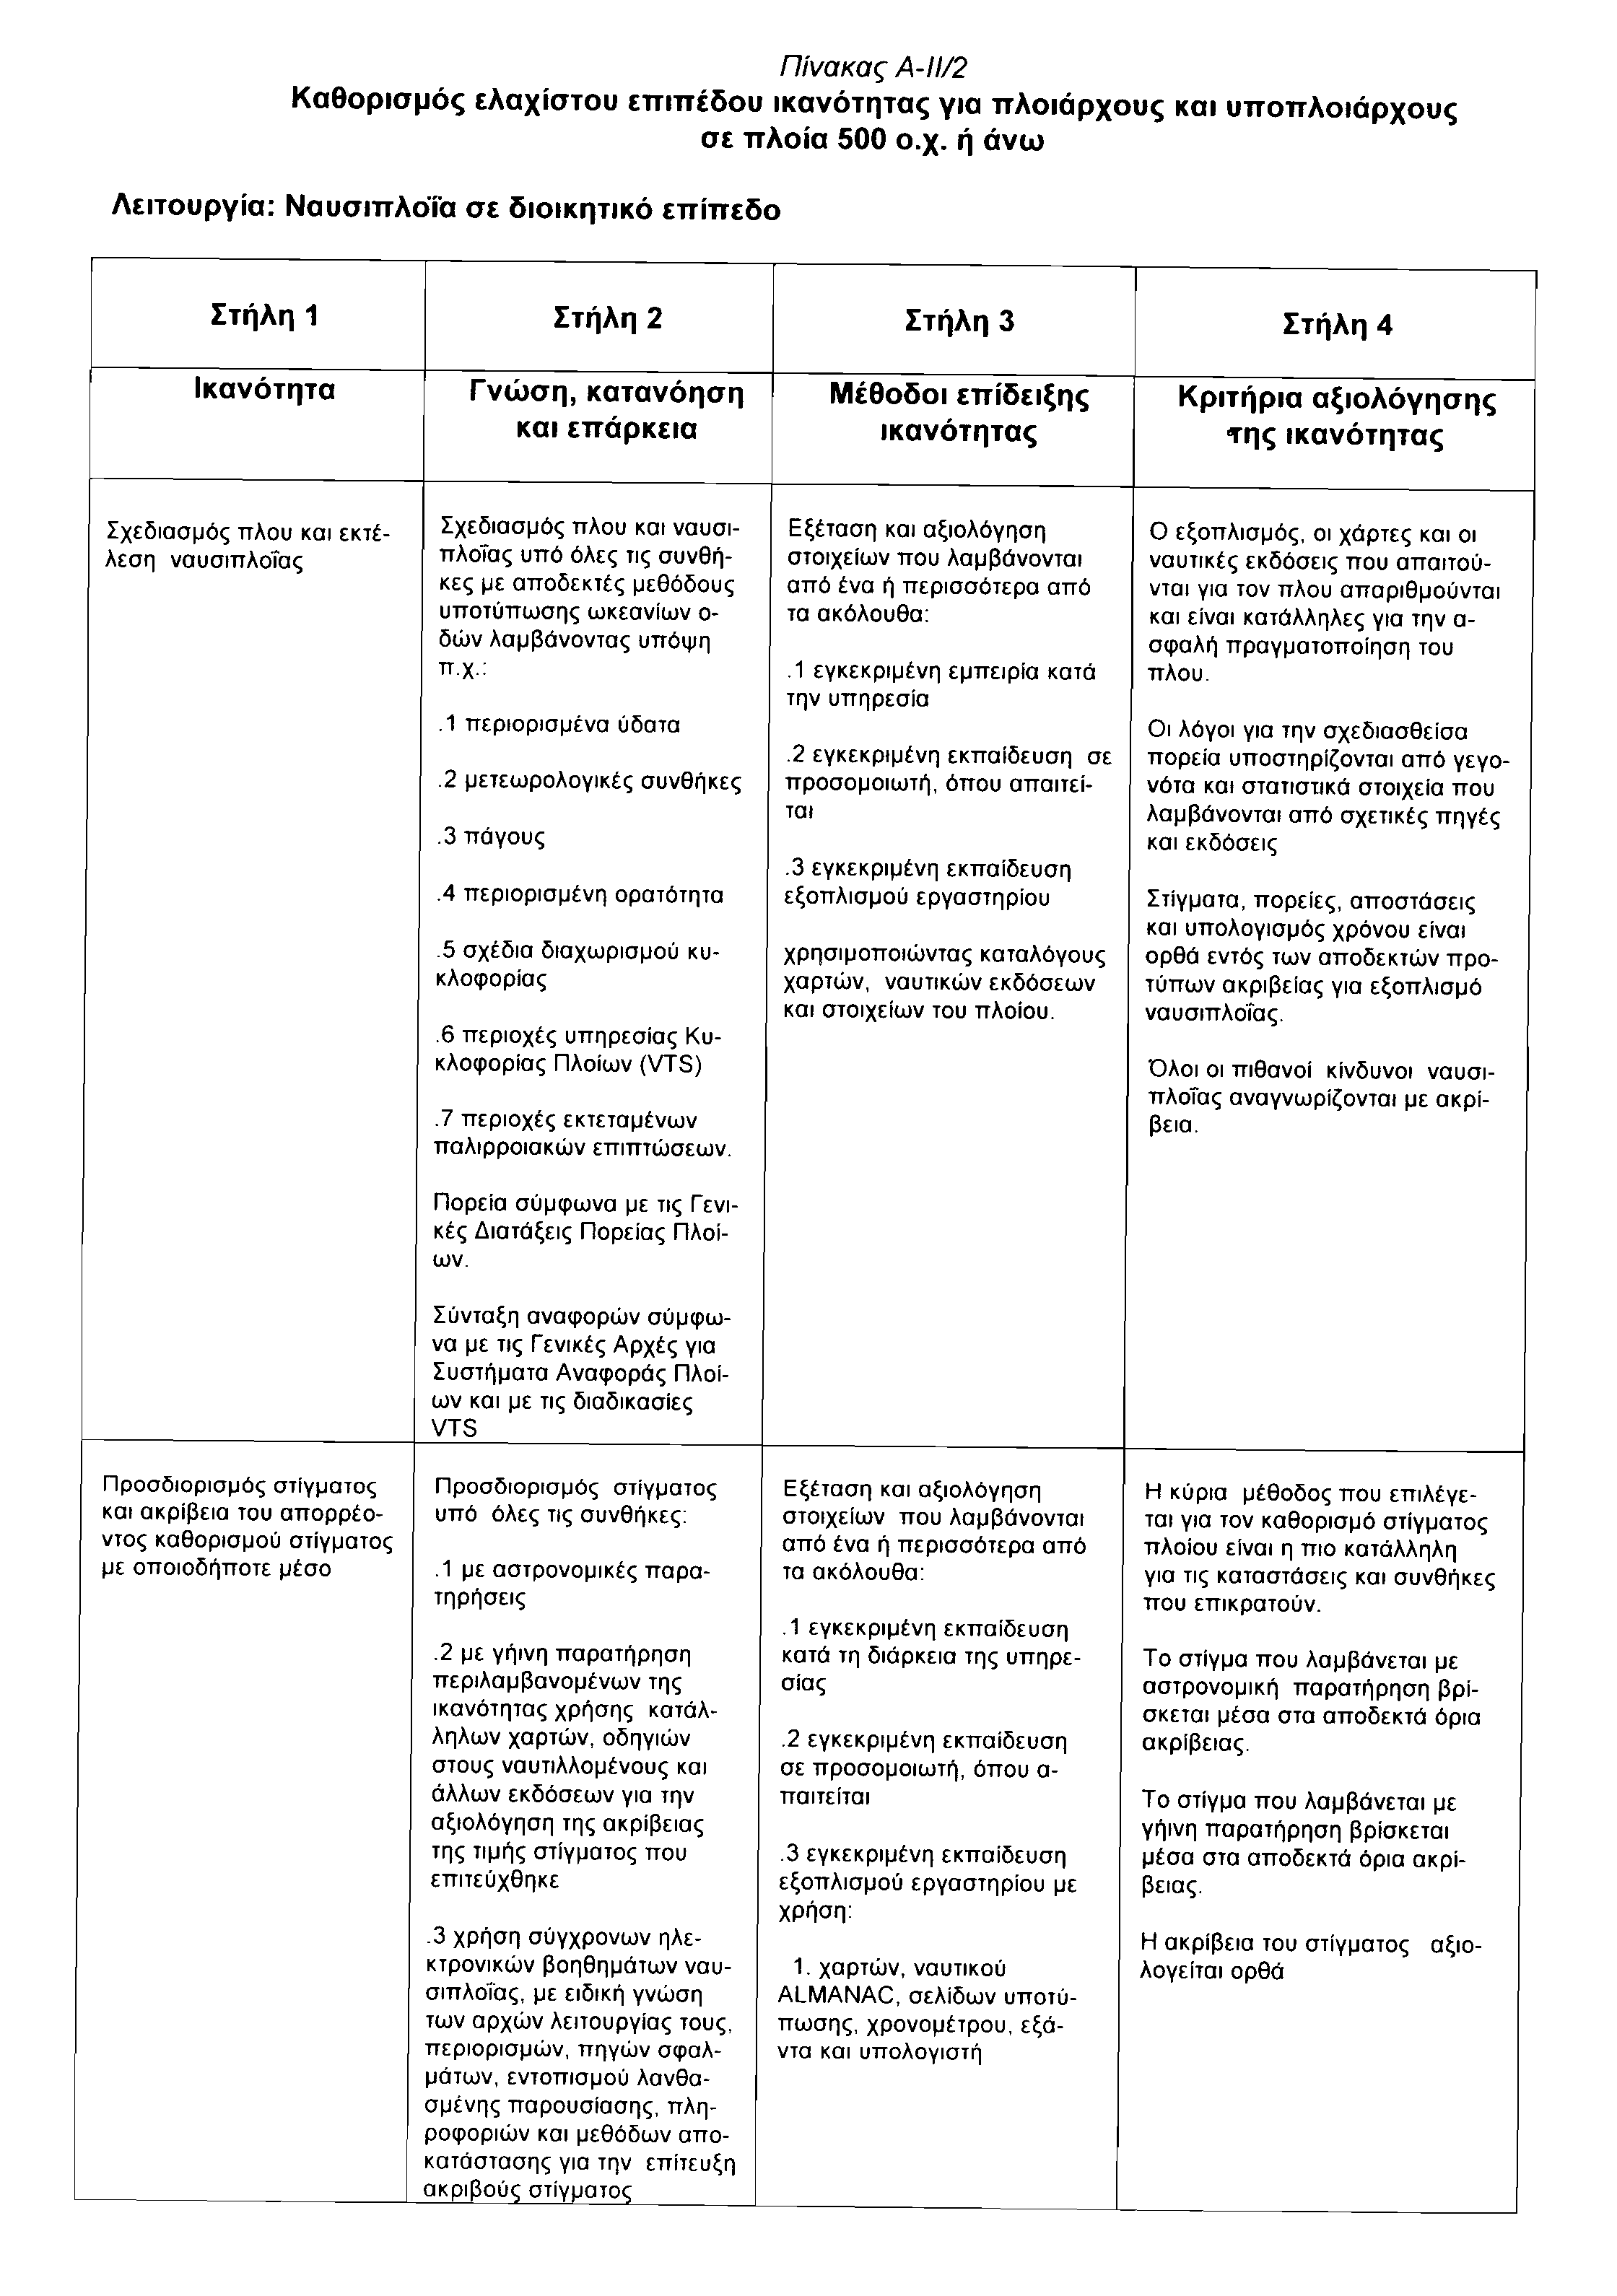 Πίνακας Α-ΙΙ/2
Καθορισμός ελαχίστου επιπέδου ικανότητας για πλοιάρχους και υποπλοιάρχους
σε πλοία 500 ο.χ. ή άνω
Λειτουργία: Ναυσιπλοΐα σε διοικητικό επίπεδο
Στήλη 1
Στήλη 2
Στήλη 3
Στήλη 4
Ικανότητα
Γνώση, κατανόηση
και επάρκεια
Μέθοδοι επίδειξης
ικανότητας
Κριτήρια αξιολόγησης
της ικανότητας
Σχεδιασμός πλου και εκτέ-
λεση ναυσιπλοΐας
Σχεδιασμός πλου και ναυσι-
πλοΐας υπό όλες τις συνθή-
κες με αποδεκτές μεθόδους
υποτύπωσης ωκεανίων ο-
δών λαμβάνοντας υπόψη
π.χ.:
.1 περιορισμένα ύδατα
.2 μετεωρολογικές συνθήκες
.3 πάγους
.4 περιορισμένη ορατότητα
.5 σχέδια διαχωρισμού κυ-
κλοφορίας
.6 περιοχές υπηρεσίας Κυ-
κλοφορίας Πλοίων (VTS)
.7 περιοχές εκτεταμένων
παλιρροιακών επιπτώσεων.
Πορεία σύμφωνα με τις Γενι-
κές Διατάξεις Πορείας Πλοί-
ων.
Σύνταξη αναφορών σύμφω-
να με τις Γενικές Αρχές για
Συστήματα Αναφοράς Πλοί-
ων και με τις διαδικασίες
VTS
Εξέταση και αξιολόγηση
στοιχείων που λαμβάνονται
από ένα ή περισσότερα από
τα ακόλουθα:
.1 εγκεκριμένη εμπειρία κατά
την υπηρεσία
.2 εγκεκριμένη εκπαίδευση σε
προσομοιωτή, όπου απαιτεί-
ται
.3 εγκεκριμένη εκπαίδευση
εξοπλισμού εργαστηρίου
χρησιμοποιώντας καταλόγους
χαρτών, ναυτικών εκδόσεων
και στοιχείων του πλοίου.
Ο εξοπλισμός, οι χάρτες και οι
ναυτικές εκδόσεις που απαιτού-
νται για τον πλου απαριθμούνται
και είναι κατάλληλες για την α-
σφαλή πραγματοποίηση του
πλου.
Οι λόγοι για την σχεδιασθείσα
πορεία υποστηρίζονται από γεγο-
νότα και στατιστικά στοιχεία που
λαμβάνονται από σχετικές πηγές
και εκδόσεις
Στίγματα, πορείες, αποστάσεις
και υπολογισμός χρόνου είναι
ορθά εντός των αποδεκτών προ-
τύπων ακριβείας για εξοπλισμό
ναυσιπλοΐας.
Όλοι οι πιθανοί κίνδυνοι ναυσι-
πλοΐας αναγνωρίζονται με ακρί-
βεια.
Προσδιορισμός στίγματος
και ακρίβεια του απορρέο-
ντος καθορισμού στίγματος
με οποιοδήποτε μέσο
Προσδιορισμός στίγματος
υπό όλες τις συνθήκες:
.1 με αστρονομικές παρα-
τηρήσεις
.2 με γήινη παρατήρηση
περιλαμβανομένων της
ικανότητας χρήσης κατάλ-
ληλων χαρτών, οδηγιών
στους ναυτιλλομένους και
άλλων εκδόσεων για την
αξιολόγηση της ακρίβειας
της τιμής στίγματος που
επιτεύχθηκε
.3 χρήση σύγχρονων ηλε-
κτρονικών βοηθημάτων ναυ-
σιπλοΐας, με ειδική γνώση
των αρχών λειτουργίας τους,
περιορισμών, πηγών σφαλ-
μάτων, εντοπισμού λανθα-
σμένης παρουσίασης, πλη-
ροφοριών και μεθόδων απο-
κατάστασης για την επίτευξη
ακριβούς στίγματος
Εξέταση και αξιολόγηση
στοιχείων που λαμβάνονται
από ένα ή περισσότερα από
τα ακόλουθα:
.1 εγκεκριμένη εκπαίδευση
κατά τη διάρκεια της υπηρε-
σίας
.2 εγκεκριμένη εκπαίδευση
σε προσομοιωτή, όπου α-
παιτείται
.3 εγκεκριμένη εκπαίδευση
εξοπλισμού εργαστηρίου με
χρήση:
1. χαρτών, ναυτικού
ALMANAC, σελίδων υποτύ-
πωσης, χρονομέτρου, εξά-
ντα και υπολογιστή
Η κύρια μέθοδος που επιλέγε-
ται για τον καθορισμό στίγματος
πλοίου είναι η πιο κατάλληλη
για τις καταστάσεις και συνθήκες
που επικρατούν.
Το στίγμα που λαμβάνεται με
αστρονομική παρατήρηση βρί-
σκεται μέσα στα αποδεκτά όρια
ακρίβειας.
Το στίγμα που λαμβάνεται με
γήινη παρατήρηση βρίσκεται
μέσα στα αποδεκτά όρια ακρί-
βειας.
Η ακρίβεια του στίγματος αξιο-
λογείται ορθά